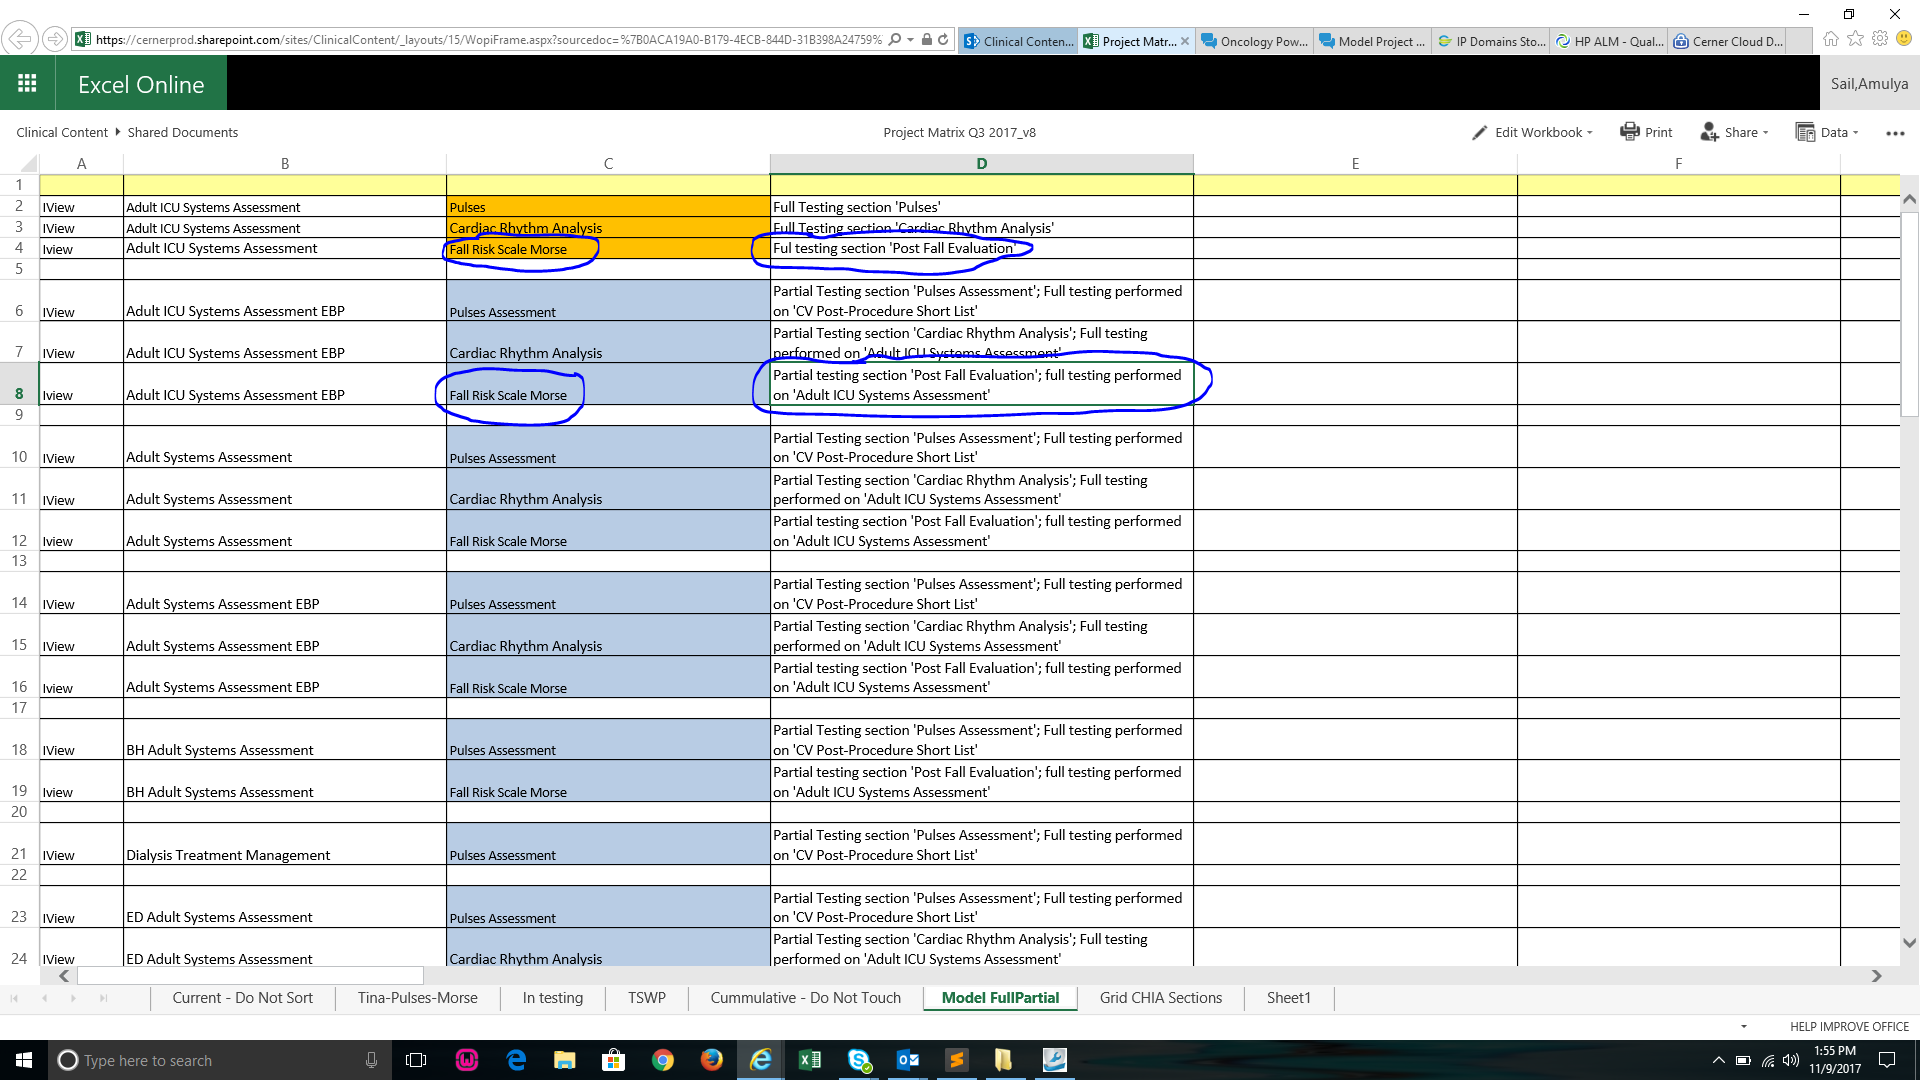 https://cernerprod.sharepoint.com/sites/ClinicalContent/_layouts/15/WopiFrame.aspx?sourcedoc=%7B0ACA19A0-B179-4ECB-844D-31B398A24759%
Clinical Conten...
Project Matr...
Oncology Pow...
Model Project ...
IP Domains Sto...
HP ALM - Qual...
Cerner Cloud D...
Excel Online
Sail,Amulya
Clinical Content
Shared Documents
Project Matrix Q3 2017_v8
Edit Workbook
Print
Share
Data
A B C D E F
1
2 IView Adult ICU Systems Assessment Pulses Full Testing section 'Pulses'
3 IView Adult ICU Systems Assessment Cardiac Rhythm Analysis Full Testing section 'Cardiac Rhythm Analysis'
4 Iview Adult ICU Systems Assessment Fall Risk Scale Morse Ful testing section 'Post Fall Evaluation'
5
6 IView Adult ICU Systems Assessment EBP Pulses Assessment Partial Testing section 'Pulses Assessment'; Full testing performed
on 'CV Post-Procedure Short List'
7 IView Adult ICU Systems Assessment EBP Cardiac Rhythm Analysis Partial Testing section 'Cardiac Rhythm Analysis'; Full testing
performed on 'Adult ICU Systems Assessment'
8 Iview Adult ICU Systems Assessment EBP Fall Risk Scale Morse Partial testing section 'Post Fall Evaluation'; full testing performed
on 'Adult ICU Systems Assessment'
9
10 IView Adult Systems Assessment Pulses Assessment Partial Testing section 'Pulses Assessment'; Full testing performed
on 'CV Post-Procedure Short List'
11 IView Adult Systems Assessment Cardiac Rhythm Analysis Partial Testing section 'Cardiac Rhythm Analysis'; Full testing
performed on 'Adult ICU Systems Assessment'
12 Iview Adult Systems Assessment Fall Risk Scale Morse Partial testing section 'Post Fall Evaluation'; full testing performed
on 'Adult ICU Systems Assessment'
13
14 IView Adult Systems Assessment EBP Pulses Assessment Partial Testing section 'Pulses Assessment'; Full testing performed
on 'CV Post-Procedure Short List'
15 IView Adult Systems Assessment EBP Cardiac Rhythm Analysis Partial Testing section 'Cardiac Rhythm Analysis'; Full testing
performed on 'Adult ICU Systems Assessment'
16 Iview Adult Systems Assessment EBP Fall Risk Scale Morse Partial testing section 'Post Fall Evaluation'; full testing performed
on 'Adult ICU Systems Assessment'
17
18 IView BH Adult Systems Assessment Pulses Assessment Partial Testing section 'Pulses Assessment'; Full testing performed
on 'CV Post-Procedure Short List'
19 Iview BH Adult Systems Assessment Fall Risk Scale Morse Partial testing section 'Post Fall Evaluation'; full testing performed
on 'Adult ICU Systems Assessment'
20
21 IView Dialysis Treatment Management Pulses Assessment Partial Testing section 'Pulses Assessment'; Full testing performed
on 'CV Post-Procedure Short List'
22
23 IView ED Adult Systems Assessment Pulses Assessment Partial Testing section 'Pulses Assessment'; Full testing performed
on 'CV Post-Procedure Short List'
24 IView ED Adult Systems Assessment Cardiac Rhythm Analysis Partial Testing section 'Cardiac Rhythm Analysis'; Full testing
performed on 'Adult ICU Systems Assessment'
Current - Do Not Sort
Tina-Pulses-Morse
In testing
TSWP
Cummulative - Do Not Touch
Model FullPartial
Grid CHIA Sections
Sheet1
HELP IMPROVE OFFICE
Type here to search
1:55 PM
11/9/2017